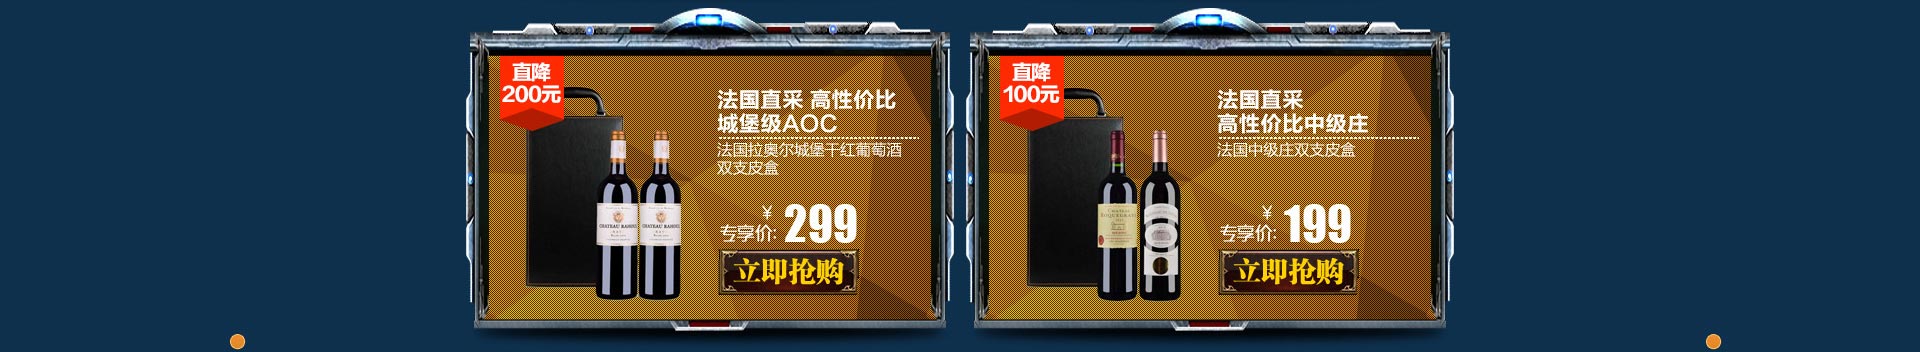 直降
200元
法国直采 高性价比
城堡级AOC
法国拉奥尔城堡干红葡萄酒
双支皮盒
¥
专享价: 299
立即抢购
直降
100元
法国直采
高性价比中级庄
法国中级庄双支皮盒
¥
专享价: 199
立即抢购